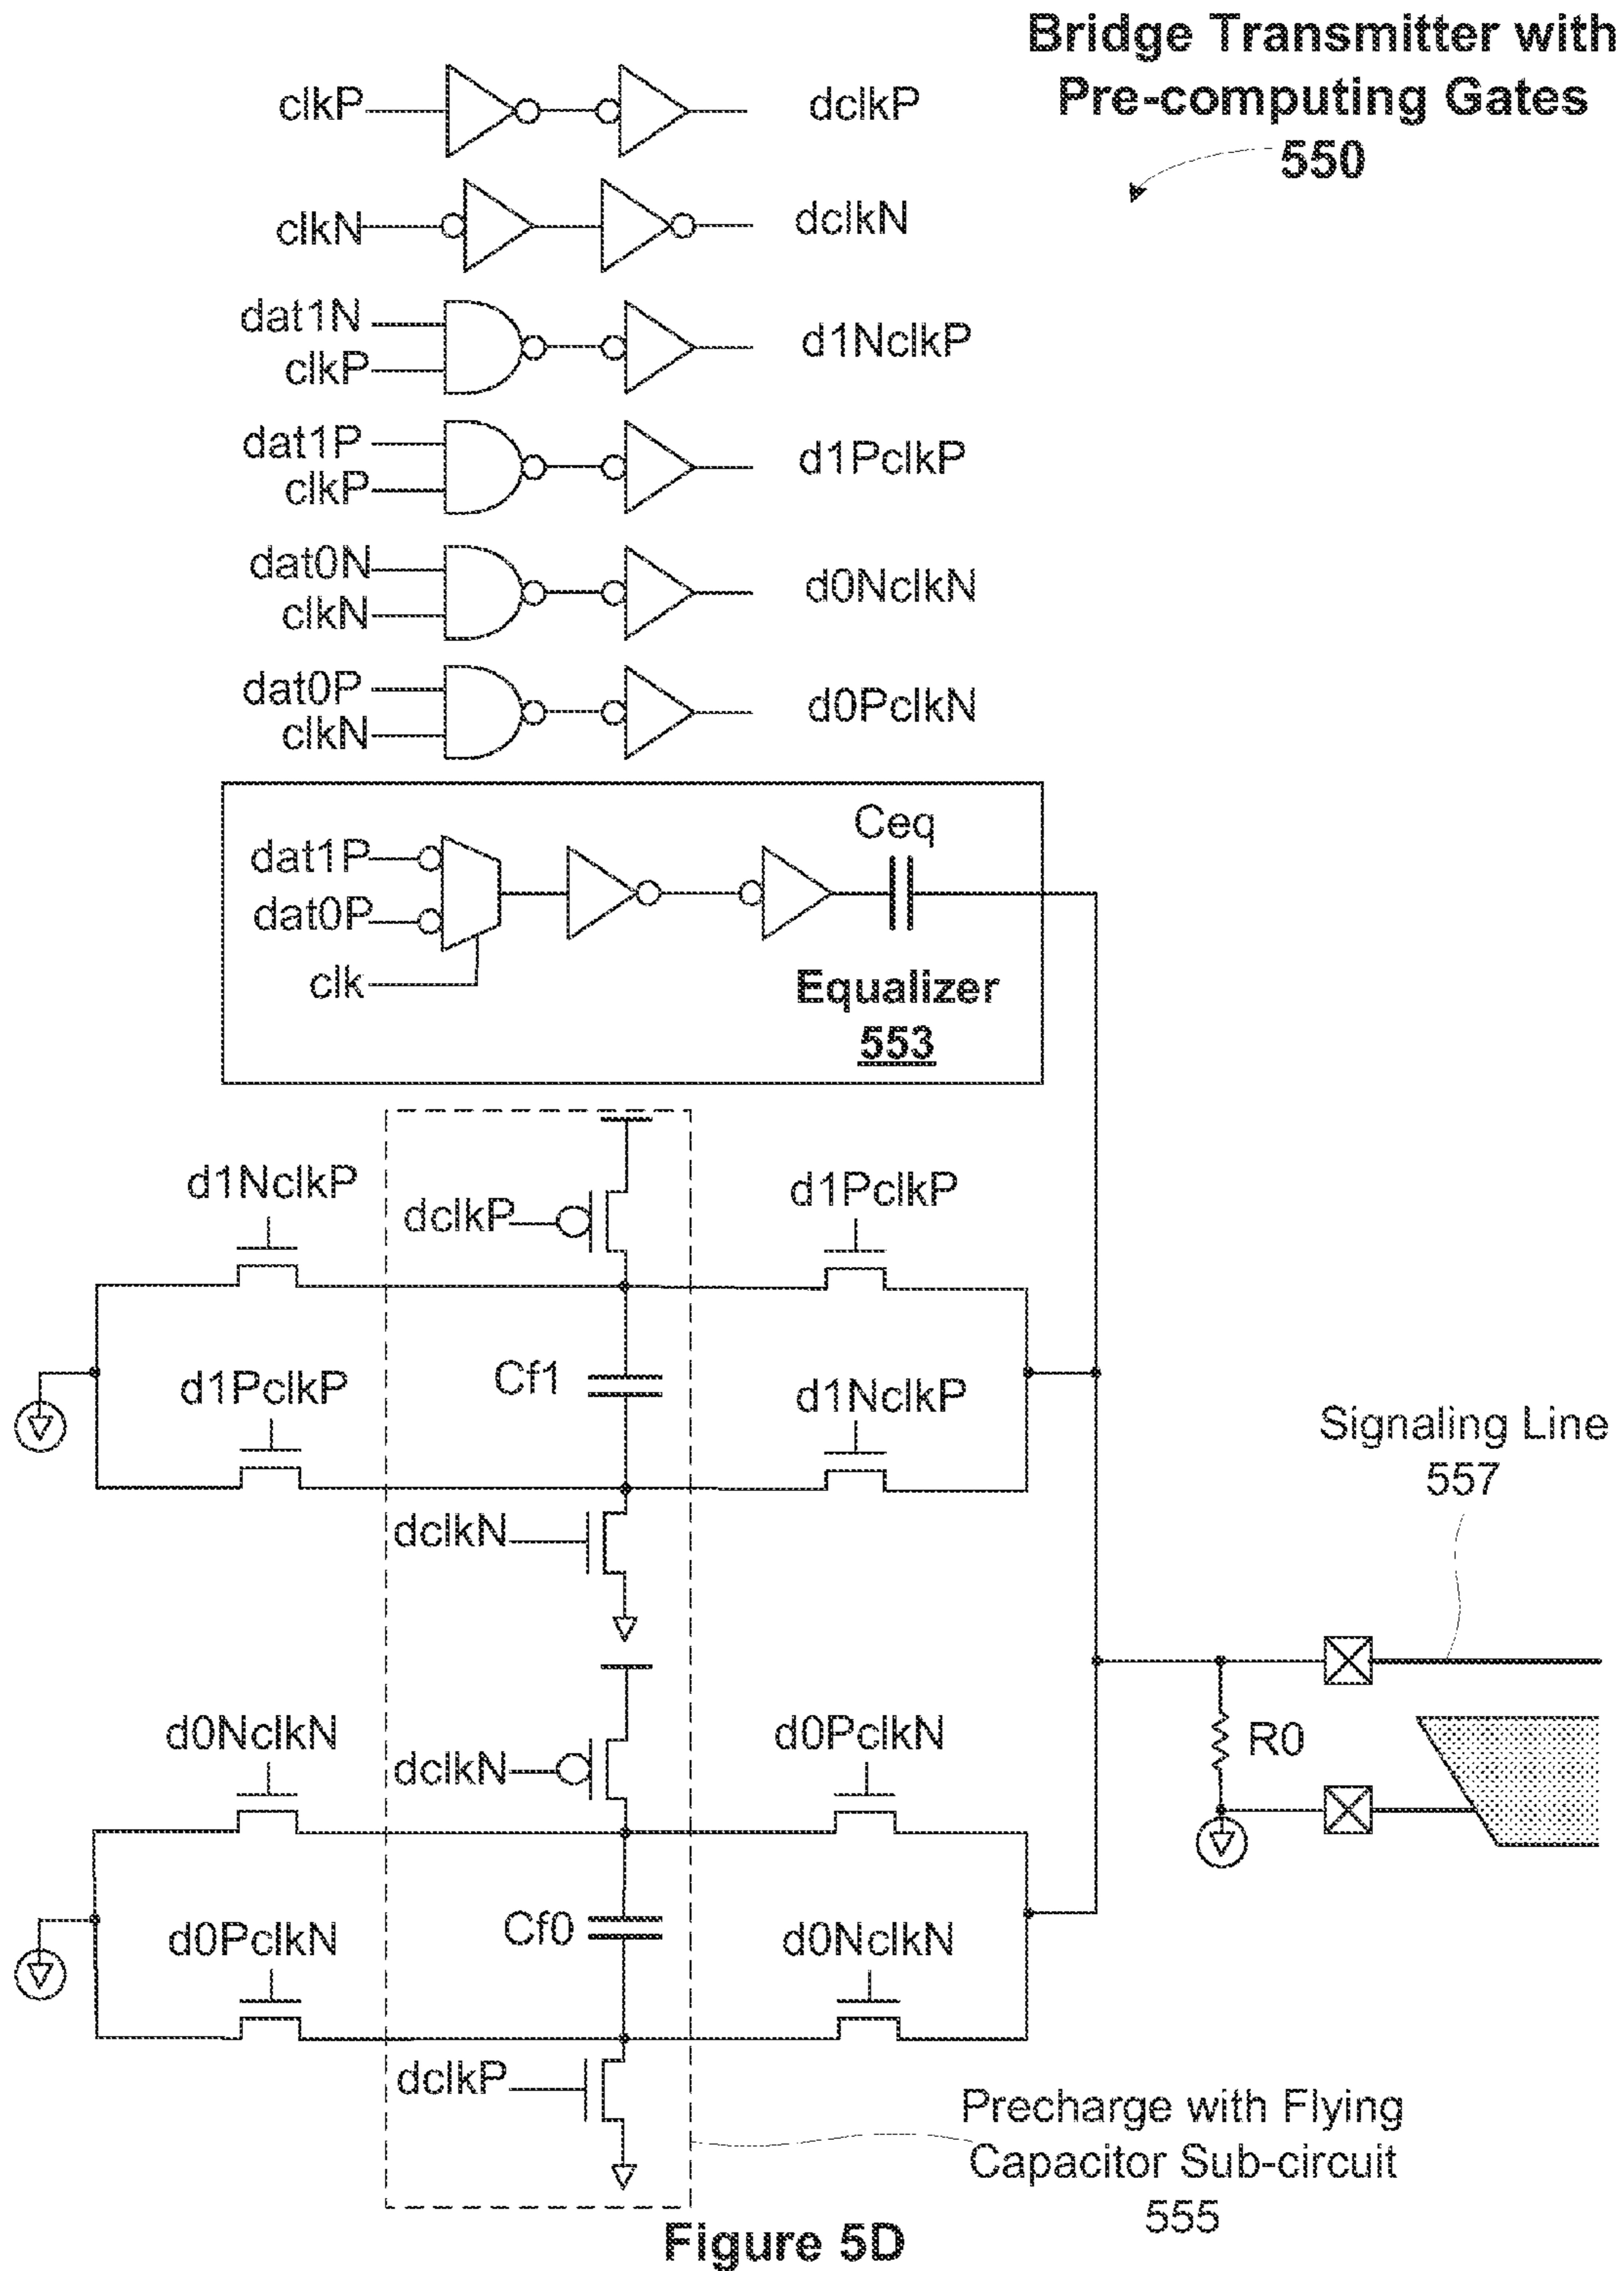 Bridge Transmitter with
Pre-computing Gates
550
clkP
dclkP
clkN
dclkN
dat1N
clkP
d1NclkP
dat1P
clkP
d1PclkP
dat0N
clkN
d0NclkN
dat0P
clkN
d0PclkN
Ceq
dat1P
dat0P
clk
Equalizer
553
d1NclkP
dclkP
d1PclkP
d1PclkP
Cf1
d1NclkP
Signaling Line
557
dclkN
d0NclkN
dclkN
d0PclkN
R0
d0PclkN
Cf0
d0NclkN
dclkP
Precharge with Flying
Capacitor Sub-circuit
555
Figure 5D